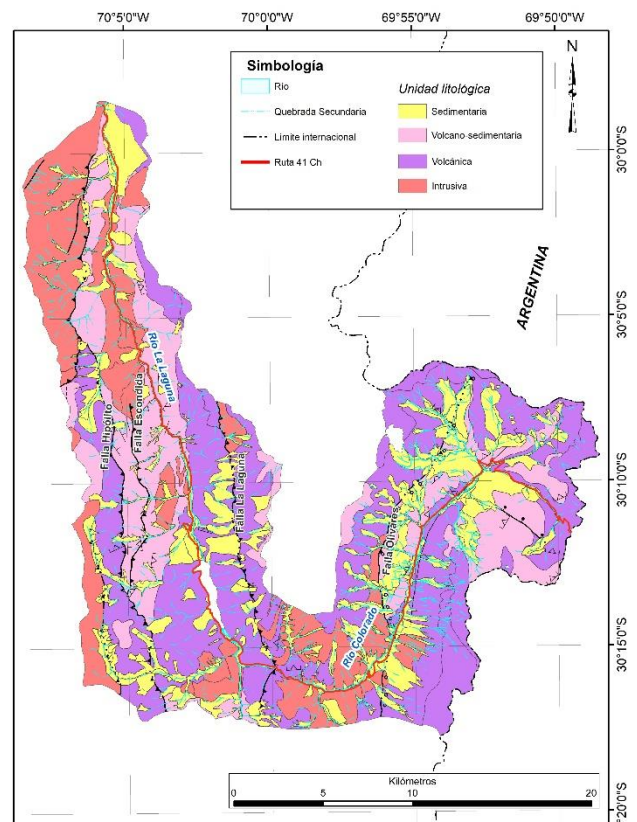 70°5'0"W
70°0'0"W
69°55'0"W
69°50'0"W
N
Simbología
Río
Quebrada Secundaria
Limite internacional
Ruta 41 Ch
Unidad litológica
Sedimentaria
Volcano-sedimentaria
Volcánica
Intrusiva
30°0'0"S
30°5'0"S
30°10'0"S
30°15'0"S
30°20'0"S
ARGENTINA
Río La Laguna
Falla Escondida
Falla Hipólito
Falla La Laguna
Falla Olivares
Río Colorado
Kilómetros
0
5
10
20